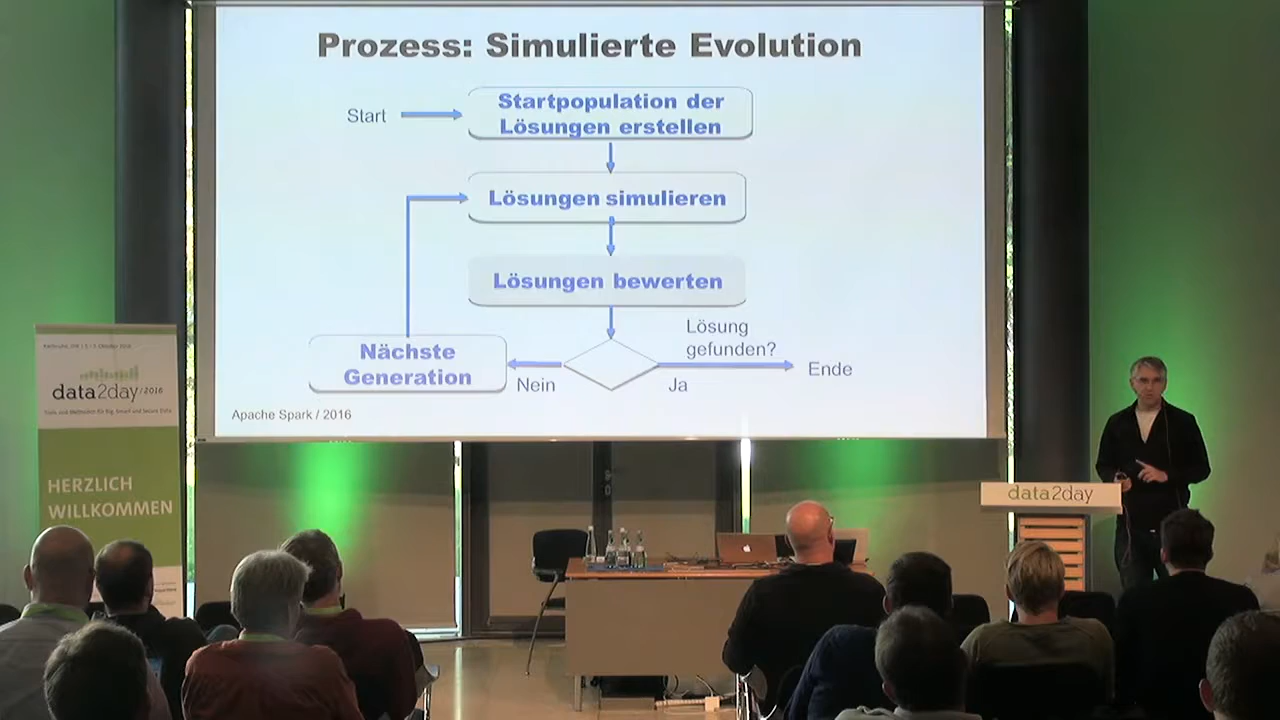 Prozess: Simulierte Evolution
Start
Startpopulation der
Lösungen erstellen
Lösungen simulieren
Lösungen bewerten
Lösung
gefunden?
Nächste
Generation
Nein
Ja
Ende
Apache Spark / 2016
data2day/2016
HERZLICH
WILLKOMMEN
data2day